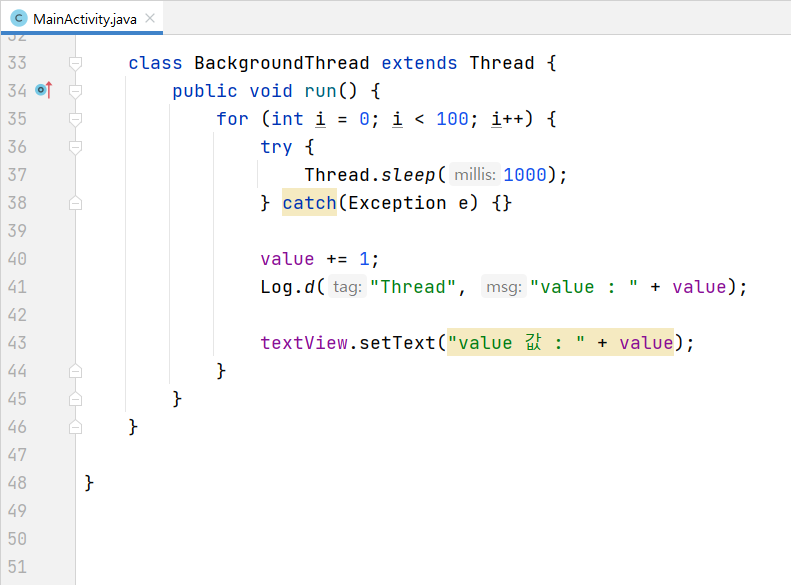 MainActivity.java
32
33 class BackgroundThread extends Thread {
34 public void run() {
35 for (int i = 0; i < 100; i++) {
36 try {
37 Thread.sleep( millis: 1000);
38 } catch(Exception e) {}
39
40 value += 1;
41 Log.d( tag: "Thread", msg: "value : " + value);
42
43 textView.setText("value 값 : " + value);
44 }
45 }
46 }
47
48 }
49
50
51